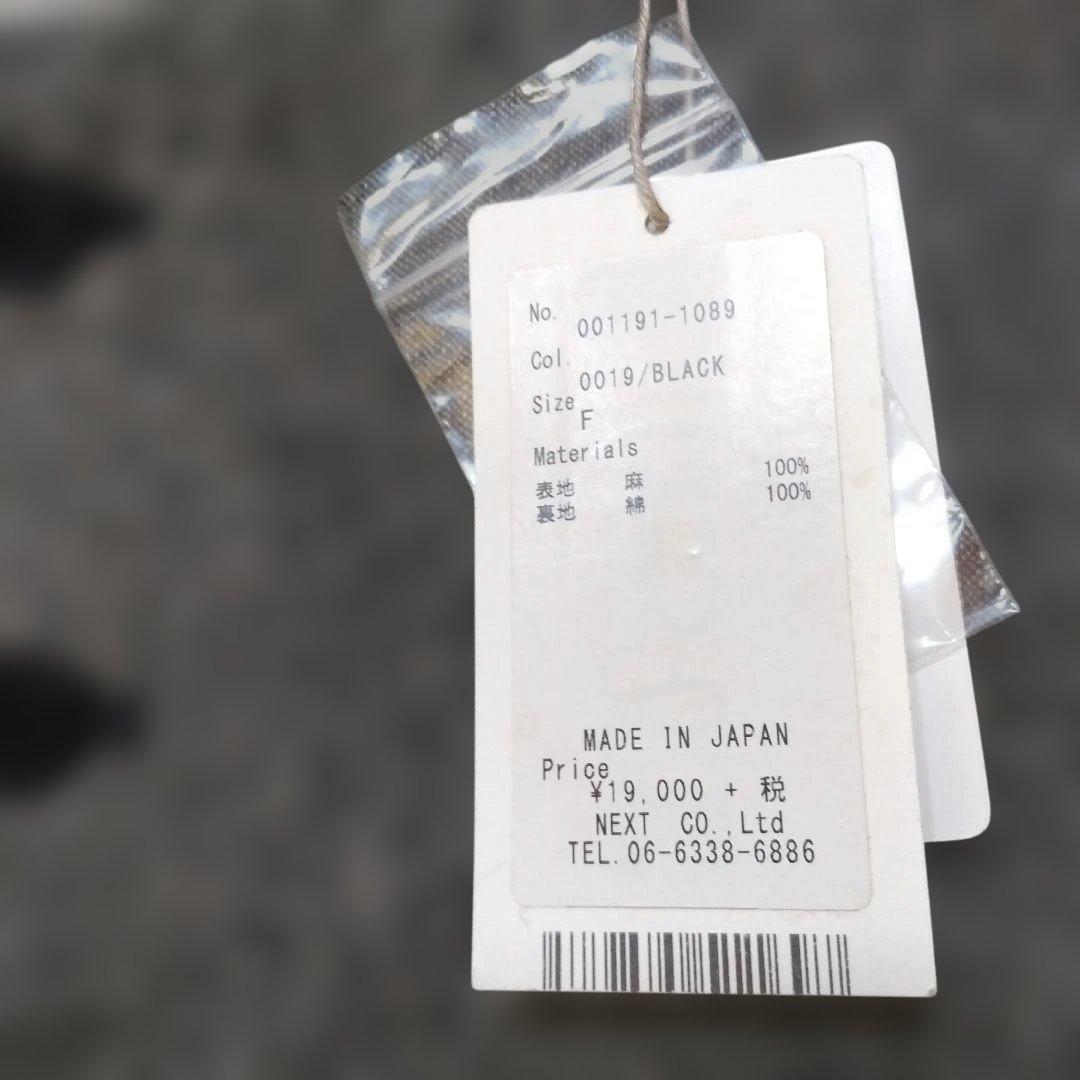 No. 001191-1089
Col. 0019/BLACK
Size F
Materials
表地 麻 100%
裏地 綿 100%
MADE IN JAPAN
Price
¥19,000 + 税
NEXT CO.,Ltd
TEL.06-6338-6886